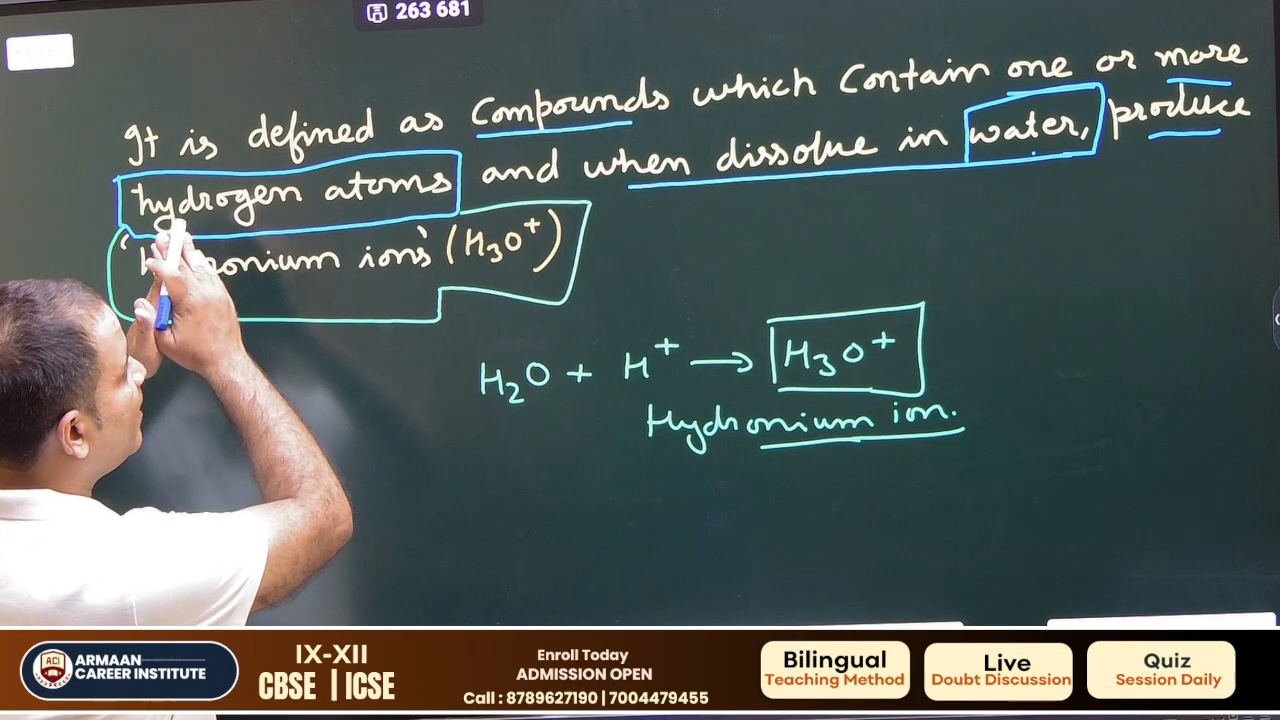 263 681
It is defined as compounds which contain one or more
hydrogen atoms and when dissolve in water, produce
ions' (H₃O⁺)
H₂O + H⁺ → H₃O⁺
Hydronium ion.
ACI
ARMAAN
CAREER INSTITUTE
IX-XII
CBSE | ICSE
Enroll Today
ADMISSION OPEN
Call : 8789627190 | 7004479455
Bilingual
Teaching Method
Live
Doubt Discussion
Quiz
Session Daily